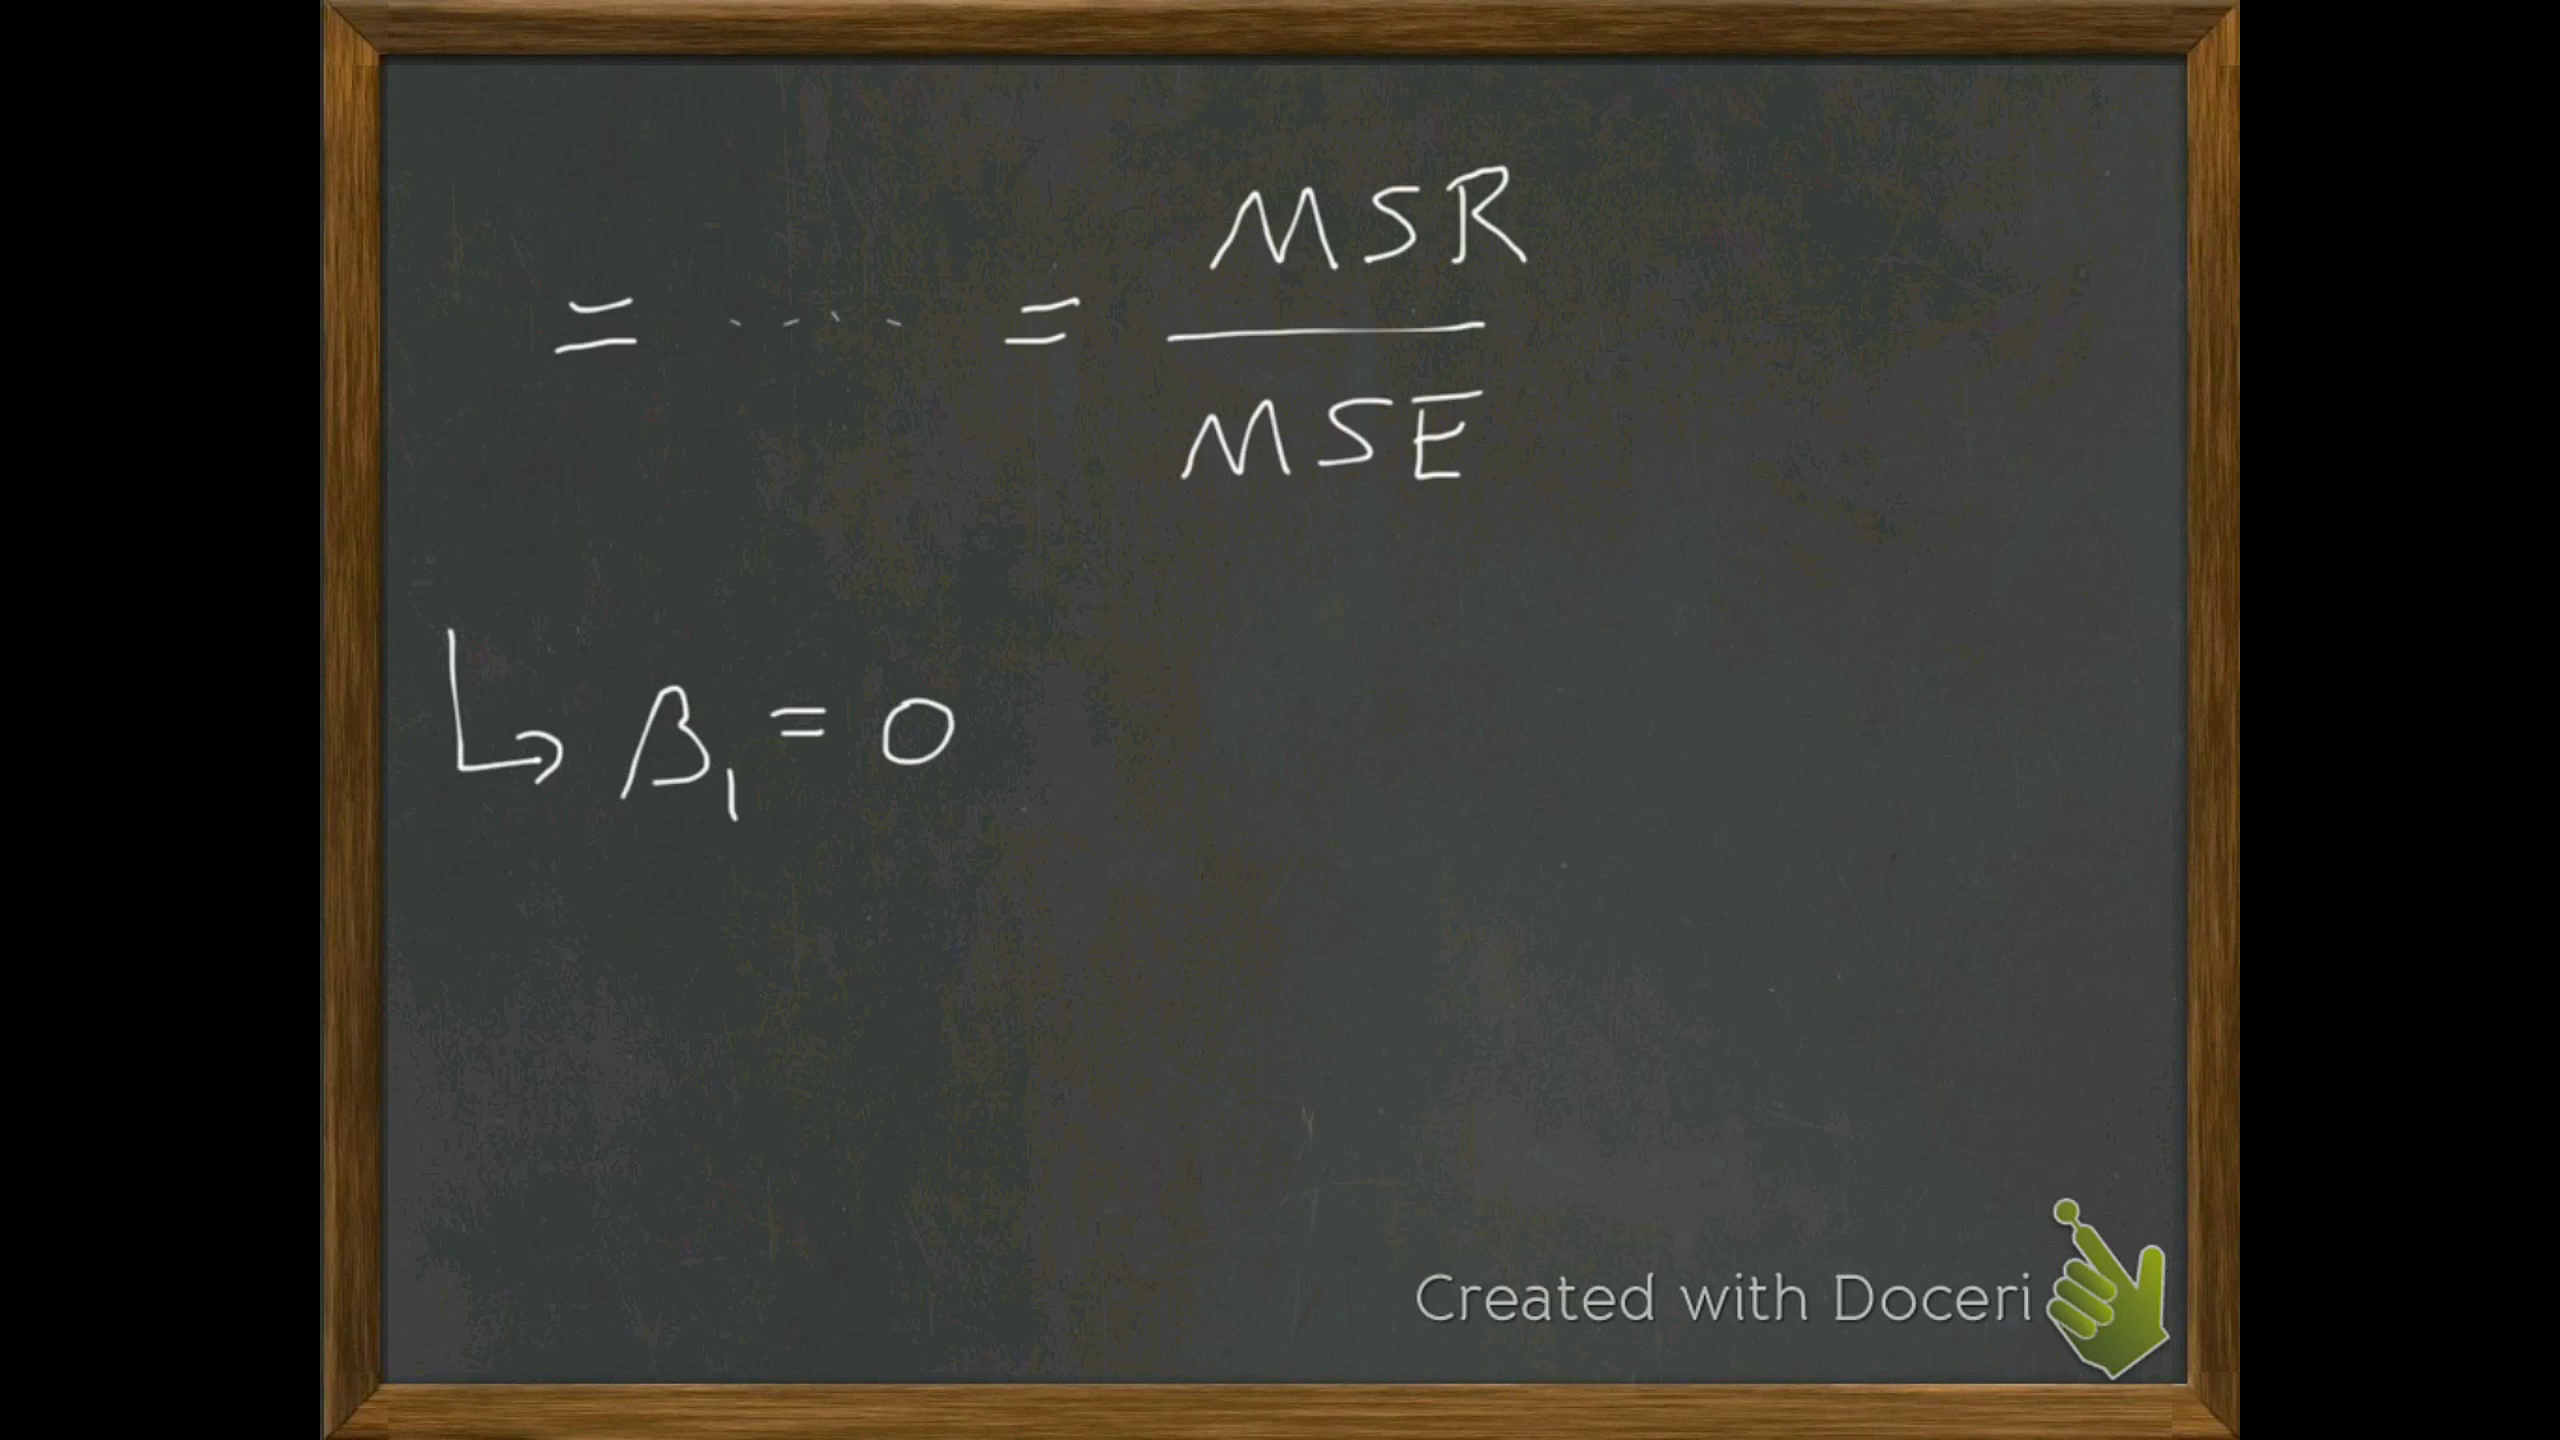 = .... = MSR / MSE
↳ β₁ = 0
Created with Doceri